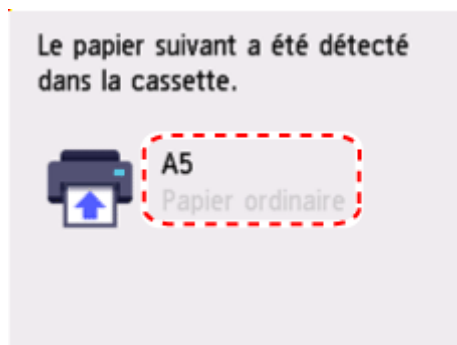 Le papier suivant a été détecté
dans la cassette.
A5
Papier ordinaire